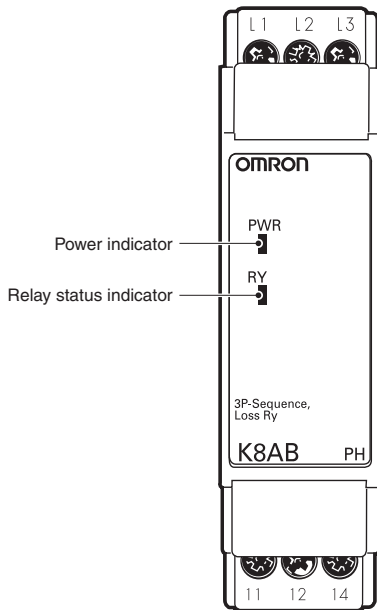 L1 L2 L3
OMRON
PWR
Power indicator
RY
Relay status indicator
3P-Sequence,
Loss Ry
K8AB PH
11 12 14